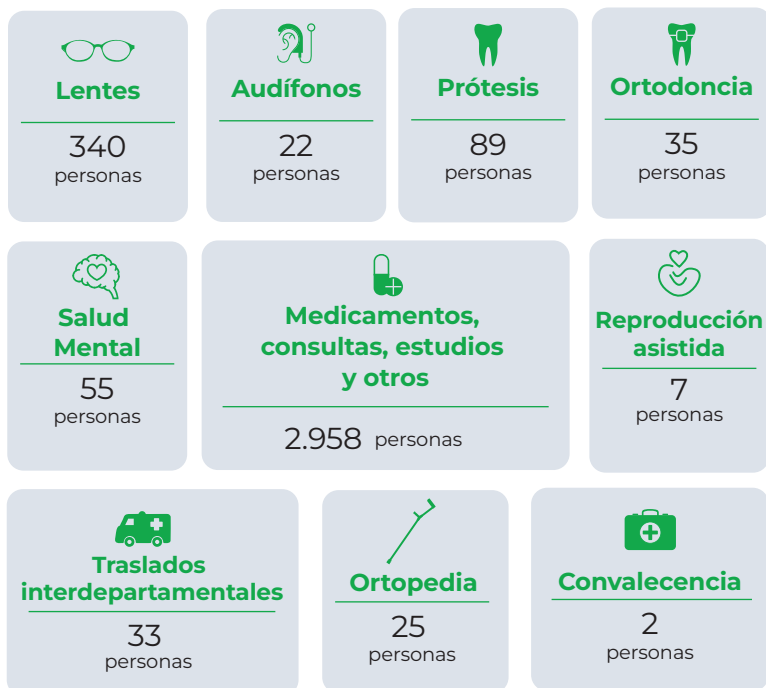 Lentes
340
personas
Audífonos
22
personas
Prótesis
89
personas
Ortodoncia
35
personas
Salud
Mental
55
personas
Medicamentos,
consultas, estudios
y otros
2.958 personas
Reproducción
asistida
7
personas
Traslados
interdepartamentales
33
personas
Ortopedia
25
personas
Convalecencia
2
personas